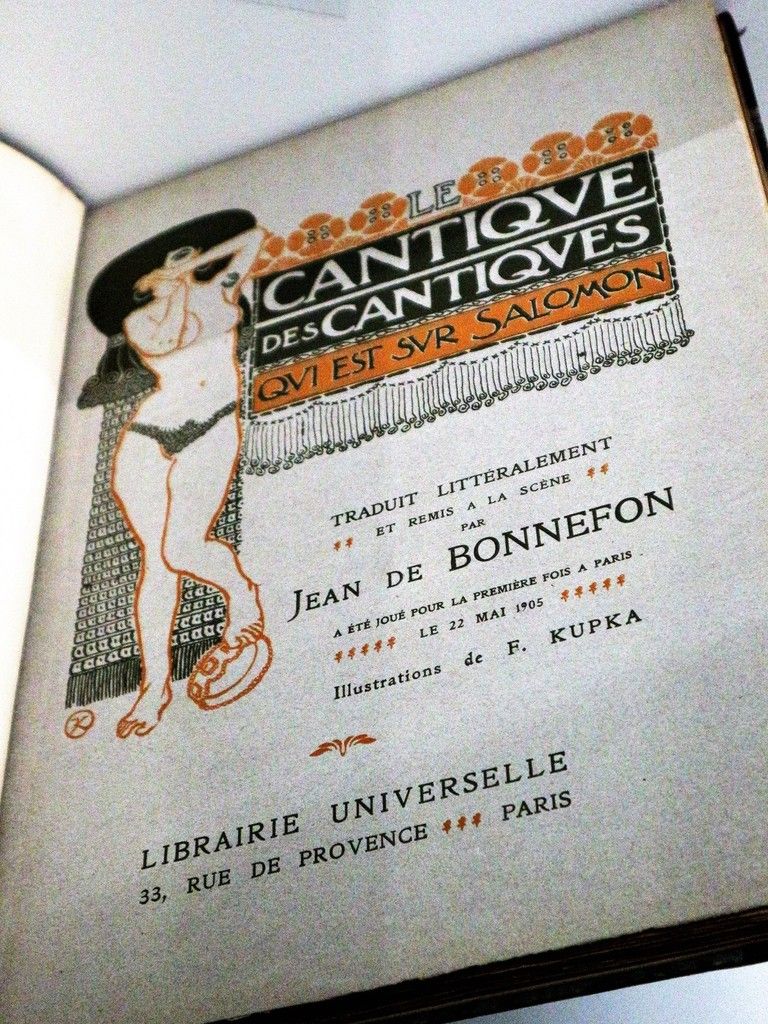 LE
CANTIQVE
DES CANTIQVES
QVI EST SVR SALOMON
TRADUIT LITTÉRALEMENT
ET REMIS A LA SCÈNE
PAR
JEAN DE BONNEFON
A ÉTÉ JOUÉ POUR LA PREMIÈRE FOIS A PARIS
LE 22 MAI 1905
Illustrations de F. KUPKA
LIBRAIRIE UNIVERSELLE
33, RUE DE PROVENCE PARIS